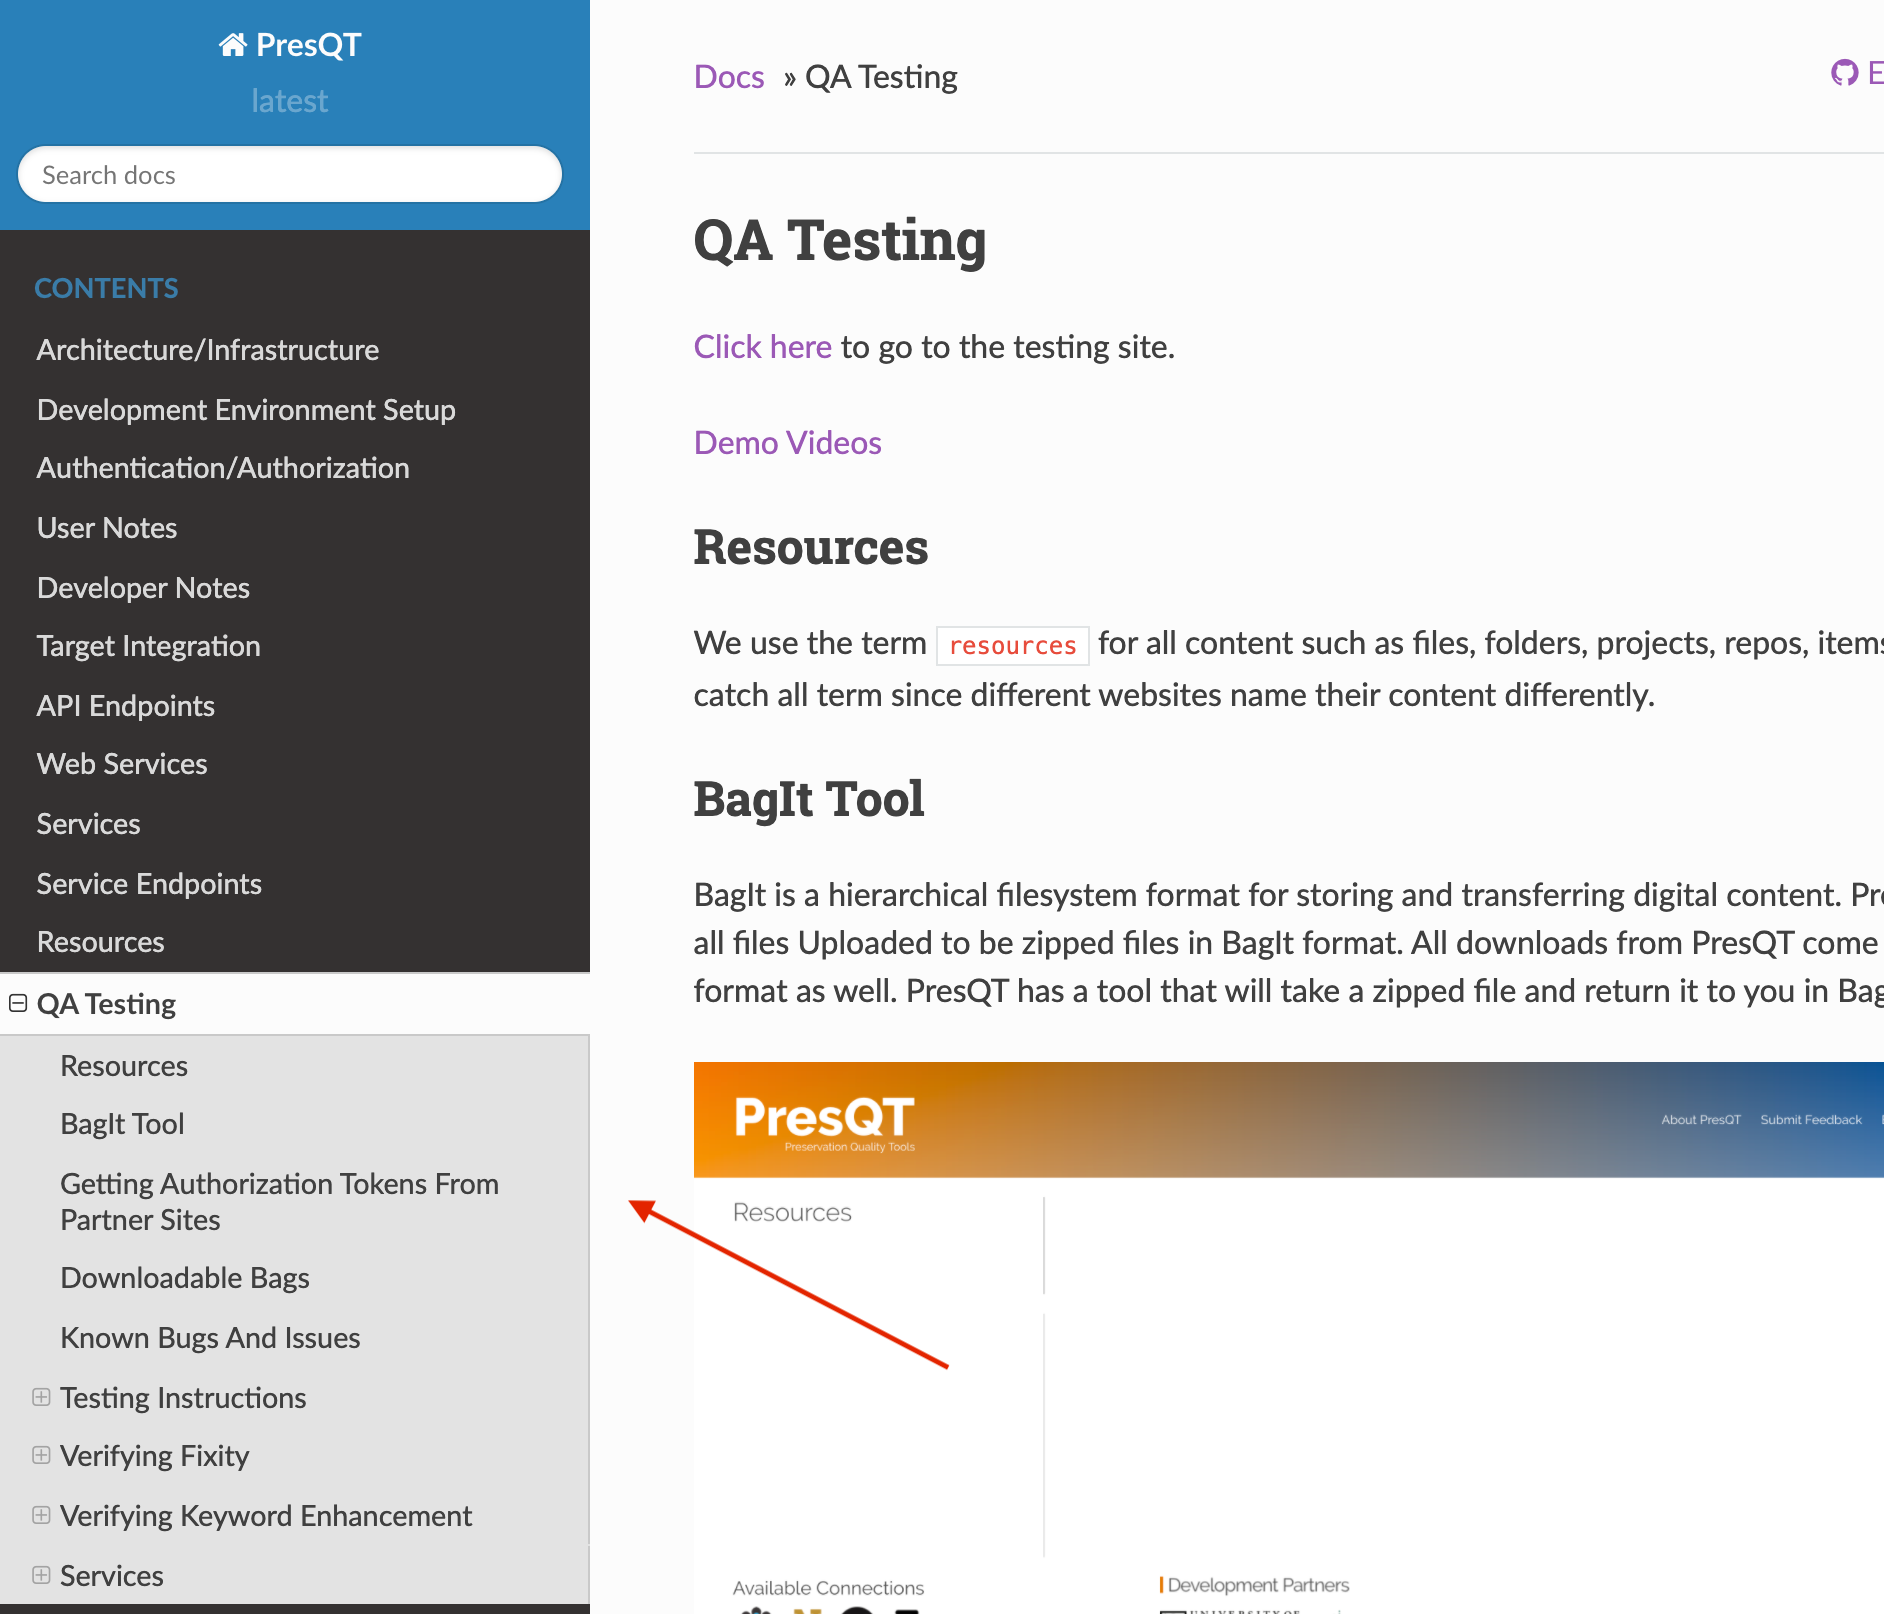 PresQT
latest
Search docs
CONTENTS
Architecture/Infrastructure
Development Environment Setup
Authentication/Authorization
User Notes
Developer Notes
Target Integration
API Endpoints
Web Services
Services
Service Endpoints
Resources
QA Testing
Resources
BagIt Tool
Getting Authorization Tokens From
Partner Sites
Downloadable Bags
Known Bugs And Issues
Testing Instructions
Verifying Fixity
Verifying Keyword Enhancement
Services
Docs » QA Testing
QA Testing
Click here to go to the testing site.
Demo Videos
Resources
We use the term resources for all content such as files, folders, projects, repos, items
catch all term since different websites name their content differently.
BagIt Tool
BagIt is a hierarchical filesystem format for storing and transferring digital content.
all files Uploaded to be zipped files in BagIt format. All downloads from PresQT come
format as well. PresQT has a tool that will take a zipped file and return it to you in
PresQT
Preservation Quality Tools
About PresQT Submit Feedback
Resources
Available Connections
Development Partners